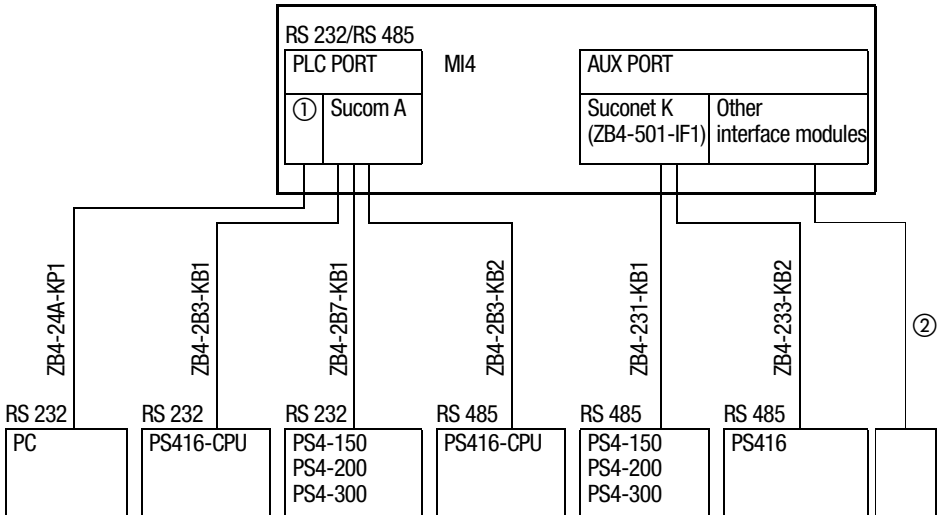 RS 232/RS 485
PLC PORT
MI4
AUX PORT
① Sucom A
Suconet K
(ZB4-501-IF1)
Other
interface modules
ZB4-24A-KP1
ZB4-2B3-KB1
ZB4-2B7-KB1
ZB4-2B3-KB2
ZB4-231-KB1
ZB4-233-KB2
②
RS 232
PC
RS 232
PS416-CPU
RS 232
PS4-150
PS4-200
PS4-300
RS 485
PS416-CPU
RS 485
PS4-150
PS4-200
PS4-300
RS 485
PS416